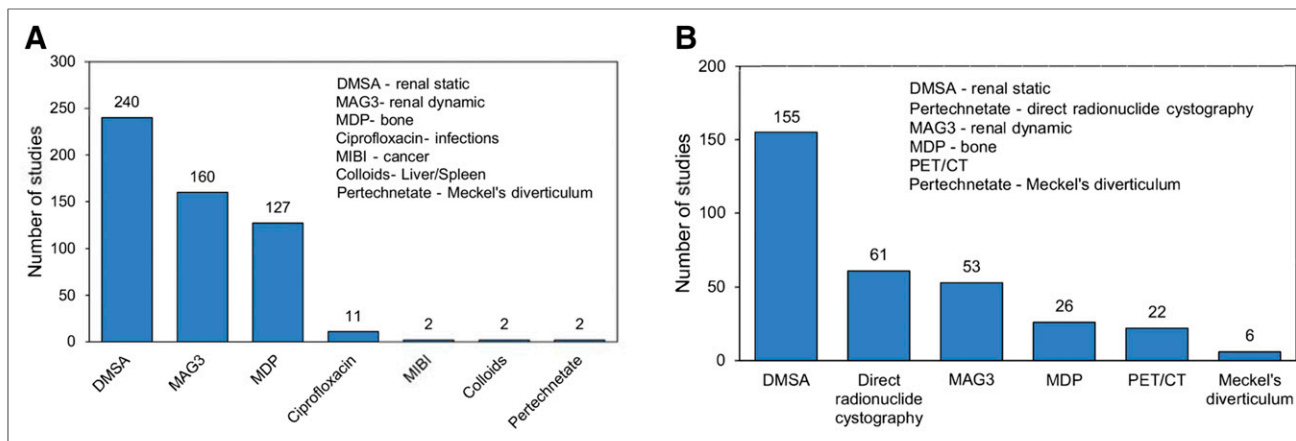 A
Number of studies
300
250
200
150
100
50
0
240
160
127
11
2
2
2
DMSA - renal static
MAG3- renal dynamic
MDP- bone
Ciprofloxacin- infections
MIBI - cancer
Colloids- Liver/Spleen
Pertechnetate - Meckel's diverticulum
DMSA
MAG3
MDP
Ciprofloxacin
MIBI
Colloids
Pertechnetate
B
Number of studies
200
150
100
50
0
155
61
53
26
22
6
DMSA - renal static
Pertechnetate - direct radionuclide cystography
MAG3 - renal dynamic
MDP - bone
PET/CT
Pertechnetate - Meckel's diverticulum
DMSA
Direct
radionuclide
cystography
MAG3
MDP
PET/CT
Meckel's
diverticulum